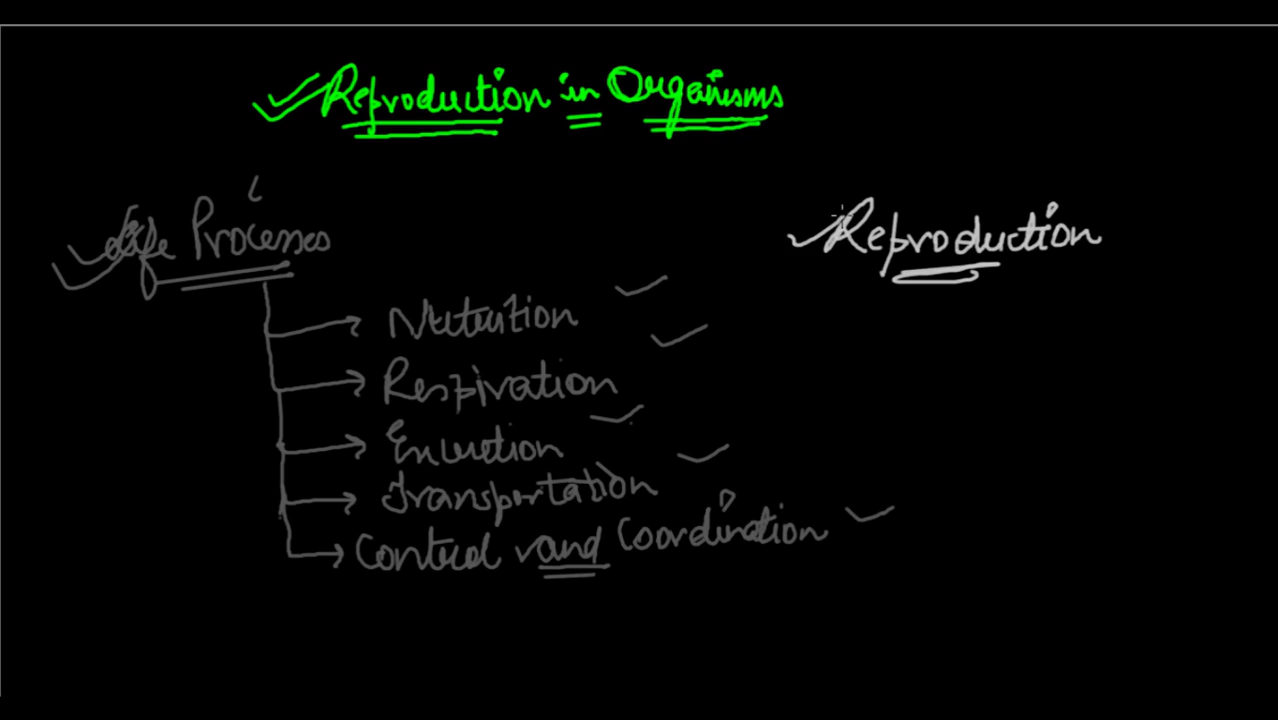 Reproduction in Organisms
Life Processes
Reproduction
Nutrition
Respiration
Excretion
Transportation
Control and Coordination